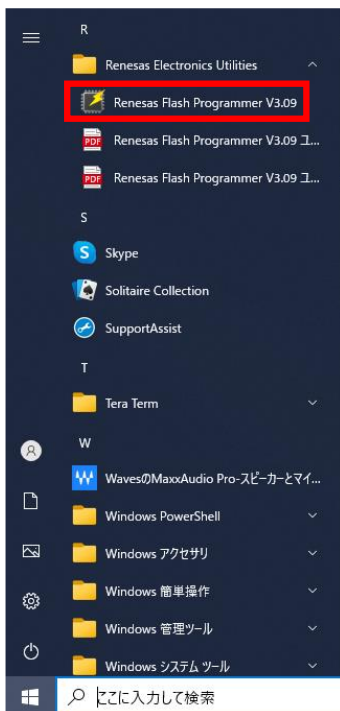 R
Renesas Electronics Utilities
Renesas Flash Programmer V3.09
PDF Renesas Flash Programmer V3.09 ユ...
PDF Renesas Flash Programmer V3.09 ユ...
S
Skype
Solitaire Collection
SupportAssist
T
Tera Term
W
WavesのMaxxAudio Pro-スピーカーとマイ...
Windows PowerShell
Windows アクセサリ
Windows 簡単操作
Windows 管理ツール
Windows システム ツール
ここに入力して検索